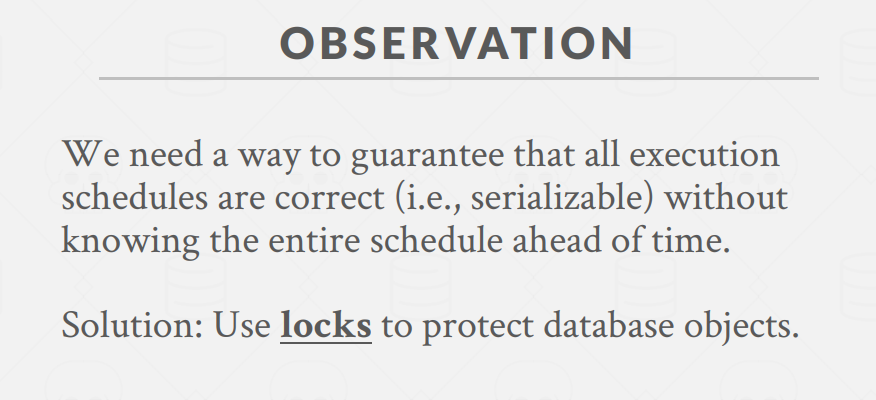 OBSERVATION
We need a way to guarantee that all execution
schedules are correct (i.e., serializable) without
knowing the entire schedule ahead of time.
Solution: Use locks to protect database objects.